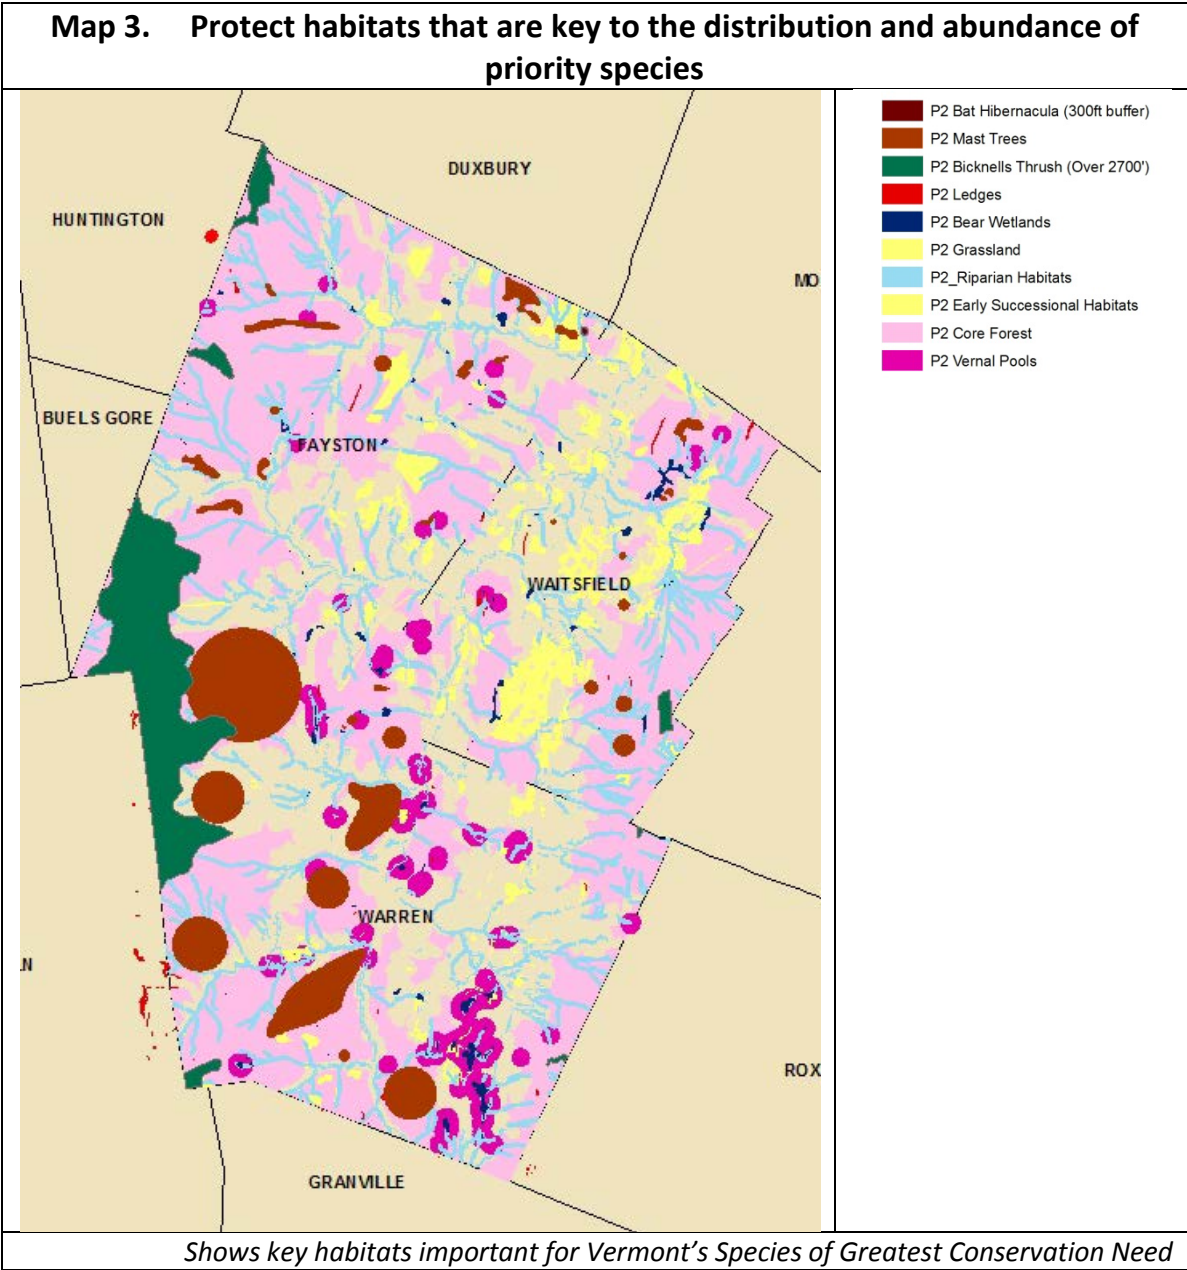 Map 3. Protect habitats that are key to the distribution and abundance of
priority species
P2 Bat Hibernacula (300ft buffer)
P2 Mast Trees
P2 Bicknells Thrush (Over 2700')
P2 Ledges
P2 Bear Wetlands
P2 Grassland
P2_Riparian Habitats
P2 Early Successional Habitats
P2 Core Forest
P2 Vernal Pools
DUXBURY
HUNTINGTON
MO
BUELS GORE
FAYSTON
WAITSFIELD
WARREN
LN
ROX
GRANVILLE
Shows key habitats important for Vermont's Species of Greatest Conservation Need